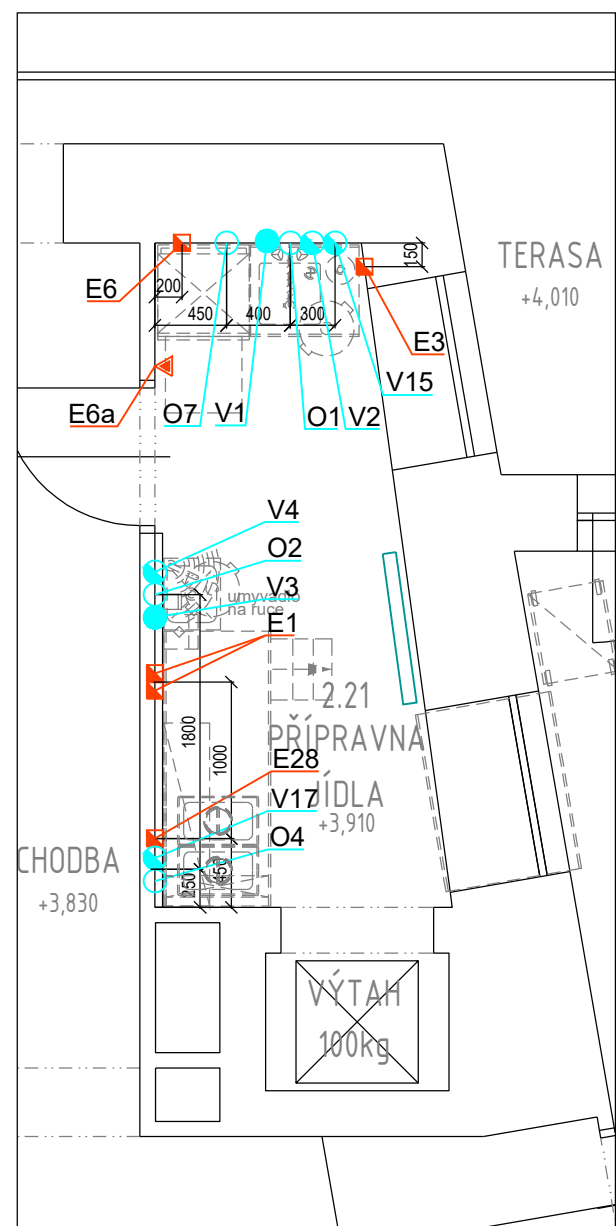 TERASA
+4,010
150
E6
200
450
400
300
E3
V15
E6a
O7
V1
O1
V2
V4
O2
V3
umyvadlo
na ruce
E1
2.21
PŘÍPRAVNA
JÍDLA
+3,910
1800
1000
E28
V17
O4
250
450
CHODBA
+3,830
VÝTAH
100kg